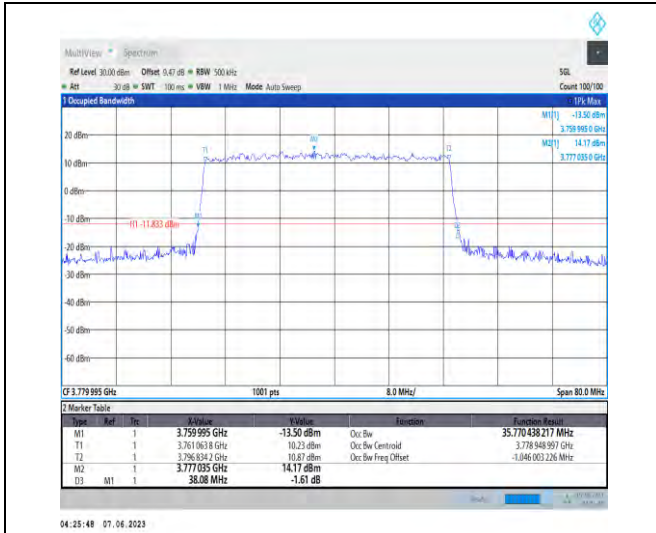 MultiView Spectrum
Ref Level 30.00 dBm Offset 9.47 dB RBW 500 kHz SGL
Att 30 dB SWT 100 ms VBW 1 MHz Mode Auto Sweep Count 100/100
1 Occupied Bandwidth 1Pk Max
M1[1] -13.50 dBm
3.759 995 0 GHz
M2[1] 14.17 dBm
3.777 035 0 GHz
20 dBm
M2
T1
T2
10 dBm
0 dBm
-10 dBm
M1
H1 -11.833 dBm
-20 dBm
-30 dBm
-40 dBm
-50 dBm
-60 dBm
CF 3.779 995 GHz 1001 pts 8.0 MHz/ Span 80.0 MHz
2 Marker Table
Type Ref Trc X-Value Y-Value Function Function Result
M1 1 3.759 995 GHz -13.50 dBm Occ Bw 35.770 438 217 MHz
T1 1 3.761 063 8 GHz 10.23 dBm Occ Bw Centroid 3.778 948 997 GHz
T2 1 3.796 834 2 GHz 10.87 dBm Occ Bw Freq Offset -1.046 003 226 MHz
M2 1 3.777 035 GHz 14.17 dBm
D3 M1 1 38.08 MHz -1.61 dB
04:25:48 07.06.2023